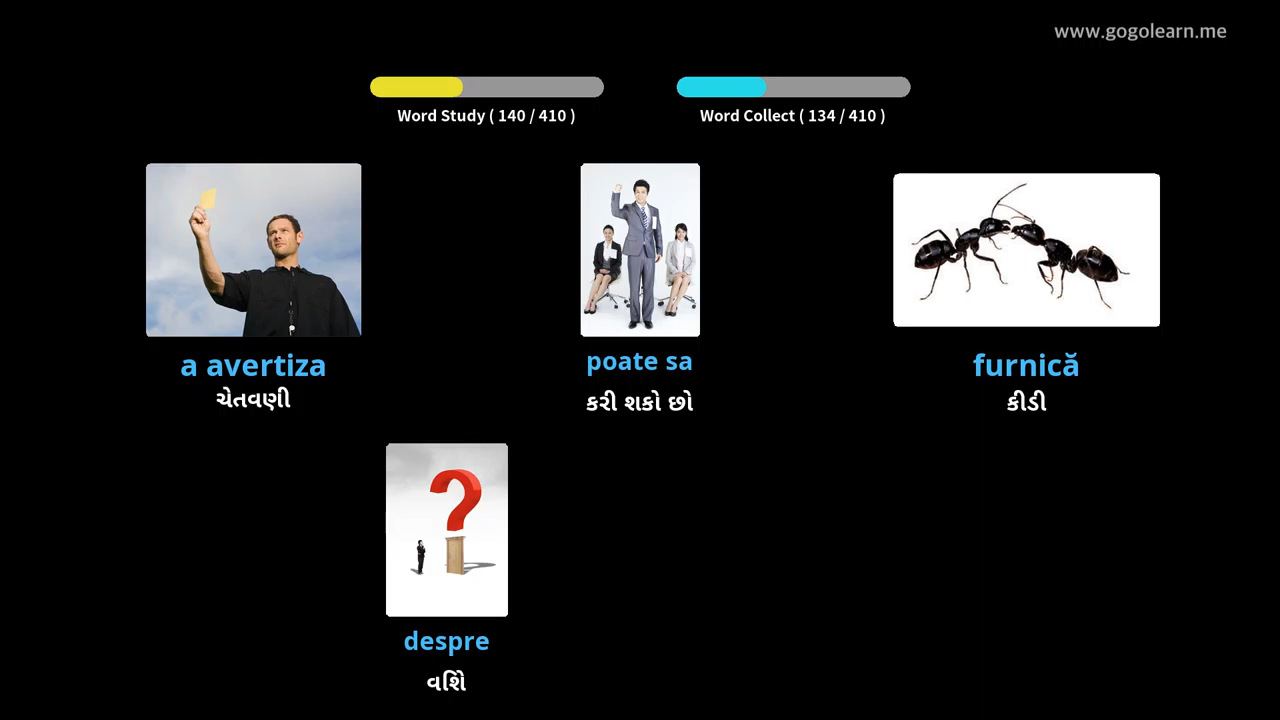 www.gogolearn.me
Word Study ( 140 / 410 )
Word Collect ( 134 / 410 )
a avertiza
ચેતવણી
poate sa
કરી શકો છો
furnică
કીડી
despre
વશિે